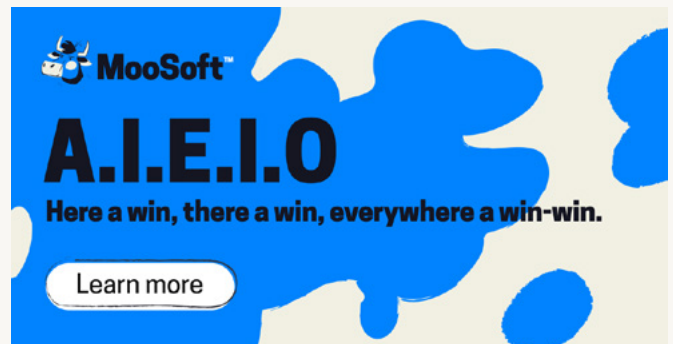 MooSoft™
A.I.E.I.O
Here a win, there a win, everywhere a win-win.
Learn more